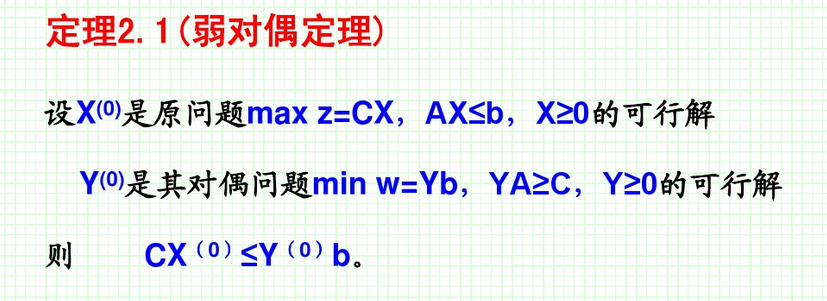 定理2.1(弱对偶定理)
设X(0)是原问题max z=CX，AX≤b，X≥0的可行解
Y(0)是其对偶问题min w=Yb，YA≥C，Y≥0的可行解
则 CX（0）≤Y（0）b。